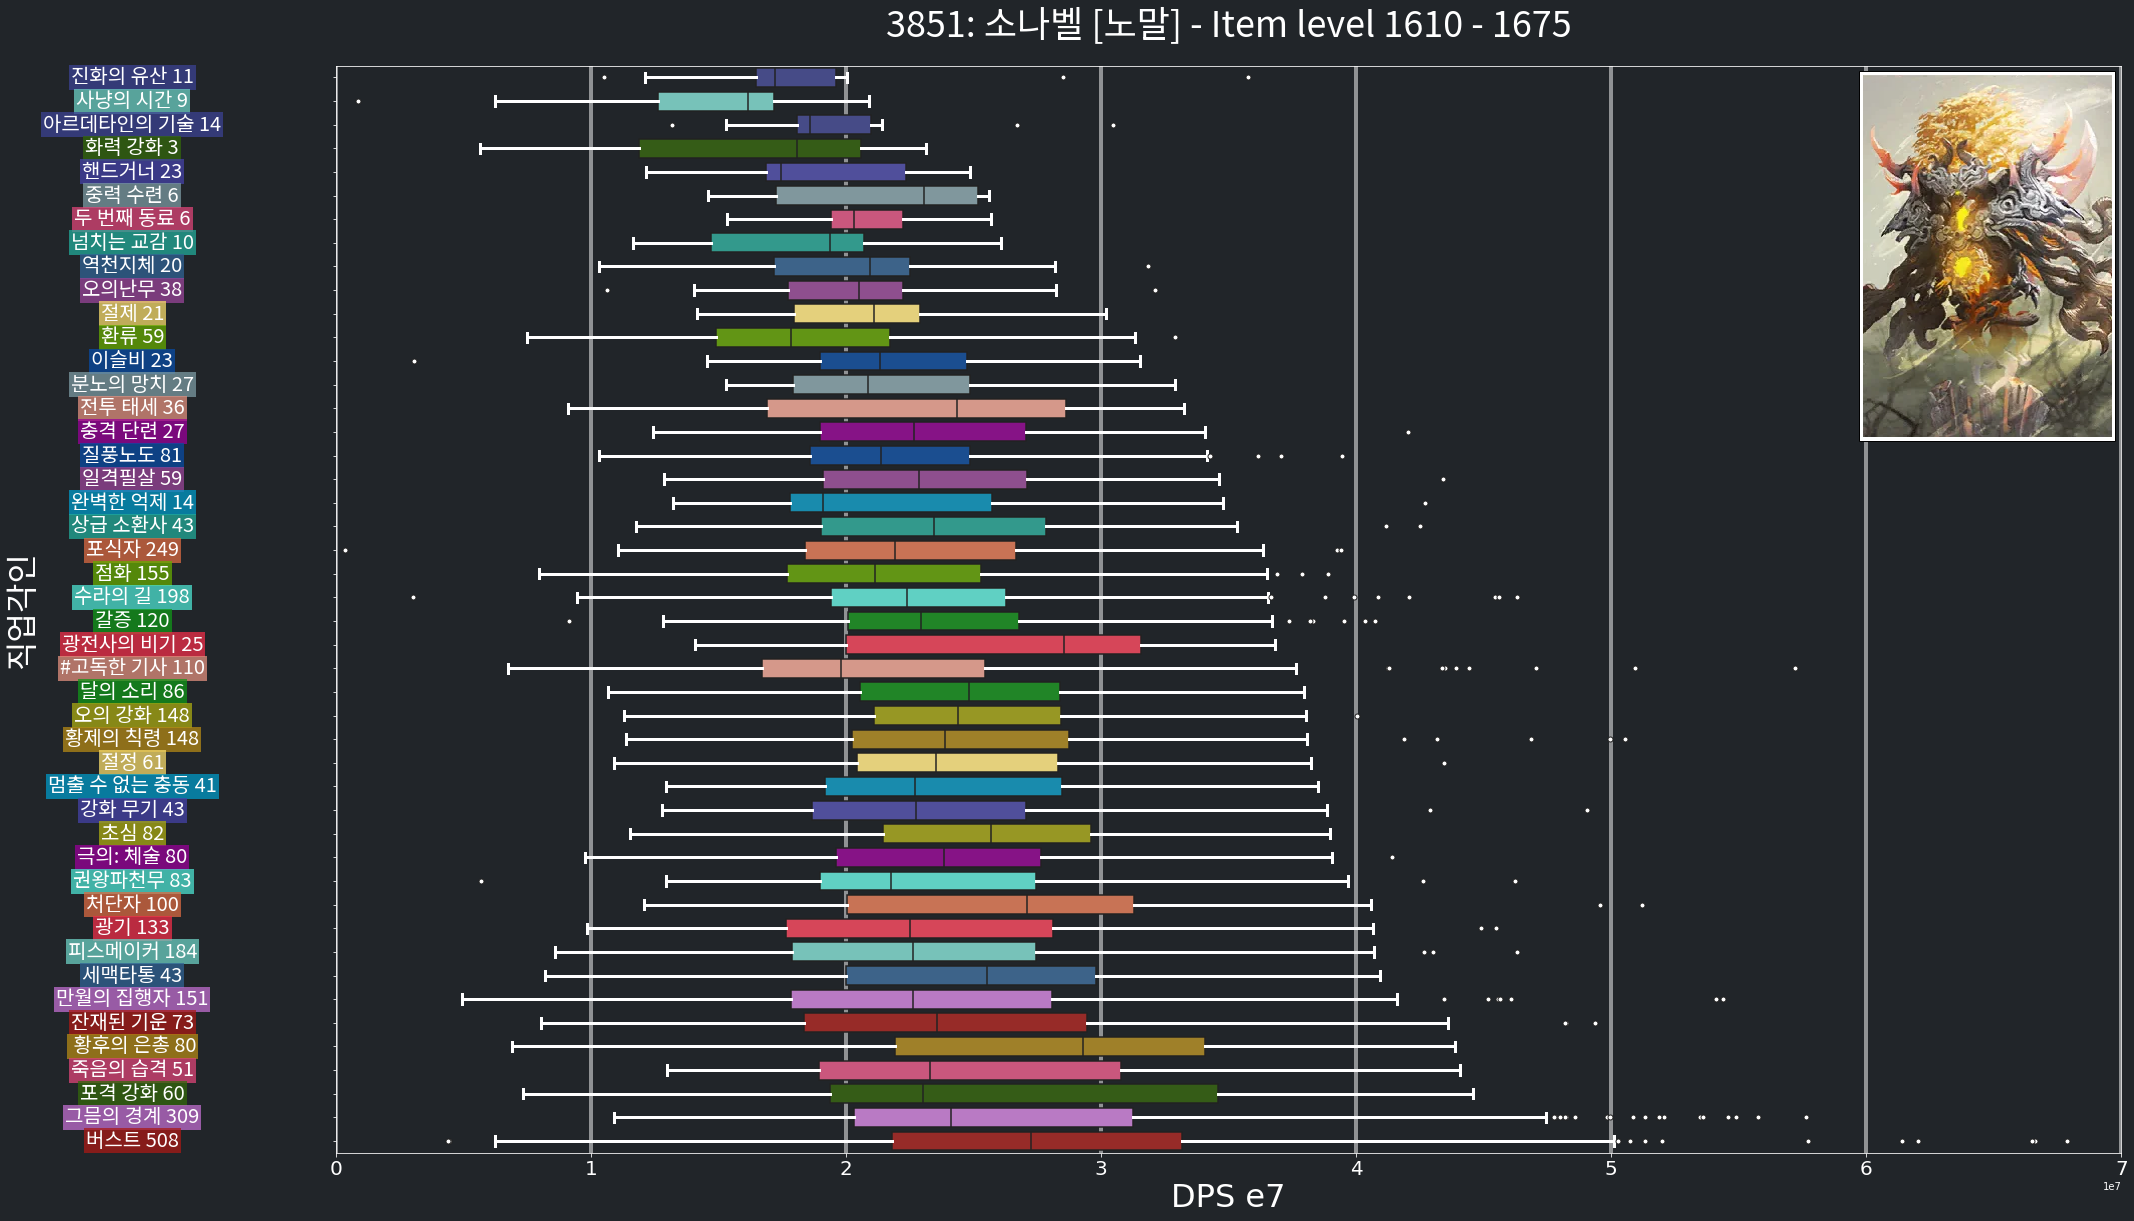 3851: 소나벨 [노말] - Item level 1610 - 1675
진화의 유산 11
사냥의 시간 9
아르데타인의 기술 14
화력 강화 3
핸드거너 23
중력 수련 6
두 번째 동료 6
넘치는 교감 10
역천지체 20
오의난무 38
절제 21
환류 59
이슬비 23
분노의 망치 27
전투 태세 36
충격 단련 27
질풍노도 81
일격필살 59
완벽한 억제 14
상급 소환사 43
포식자 249
점화 155
수라의 길 198
갈증 120
광전사의 비기 25
#고독한 기사 110
달의 소리 86
오의 강화 148
황제의 칙령 148
절정 61
멈출 수 없는 충동 41
강화 무기 43
초심 82
극의: 체술 80
권왕파천무 83
처단자 100
광기 133
피스메이커 184
세맥타통 43
만월의 집행자 151
잔재된 기운 73
황후의 은총 80
죽음의 습격 51
포격 강화 60
그믐의 경계 309
버스트 508
직업각인
0 1 2 3 4 5 6 7
1e7
DPS e7